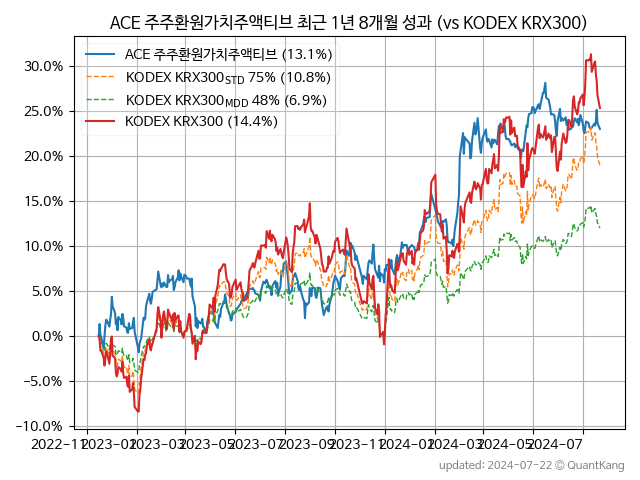 ACE 주주환원가치주액티브 최근 1년 8개월 성과 (vs KODEX KRX300)
ACE 주주환원가치주액티브 (13.1%)
KODEX KRX300STD 75% (10.8%)
KODEX KRX300MDD 48% (6.9%)
KODEX KRX300 (14.4%)
30.0%
25.0%
20.0%
15.0%
10.0%
5.0%
0.0%
−5.0%
−10.0%
2022-11 2023-01 2023-03 2023-05 2023-07 2023-09 2023-11 2024-01 2024-03 2024-05 2024-07
updated: 2024-07-22 © QuantKang